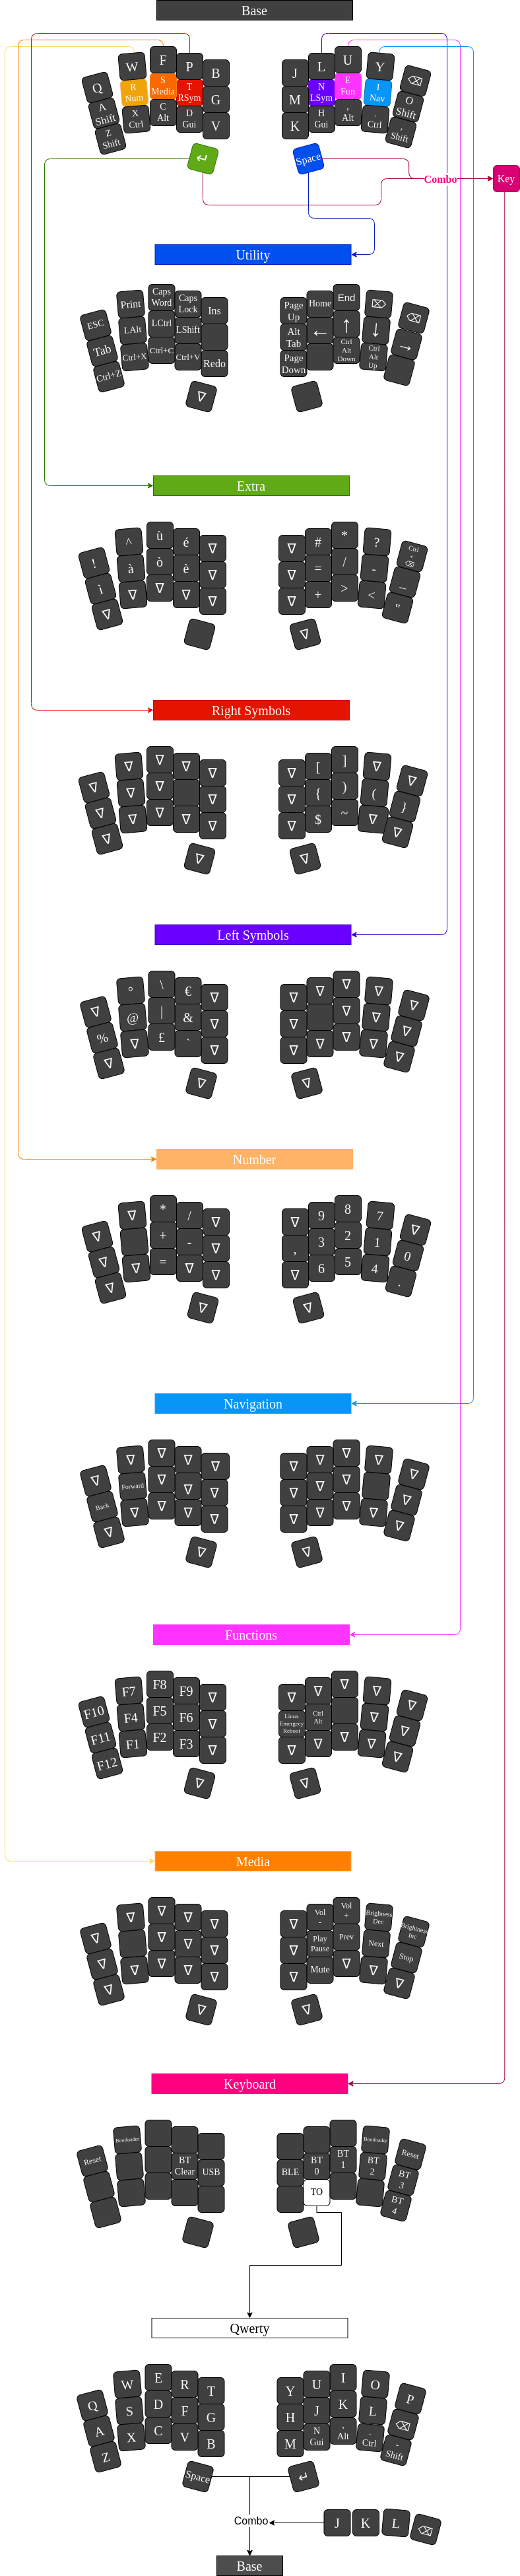 Base
Q W F P B J L U Y ⌫
A Shift R Num S Media T RSym G M N LSym E Fun I Nav O Shift
Z Shift X Ctrl C Alt D Gui V K H Gui , Alt . Ctrl , Shift
↵ Space
Combo Key
Utility
ESC Print Caps Word Caps Lock Ins Page Up Home End ⌦ ⌫
Tab LAlt LCtrl LShift Alt Tab ← ↑ ↓ →
Ctrl+Z Ctrl+X Ctrl+C Ctrl+V Redo Page Down Ctrl Alt Down Ctrl Alt Up
∇
Extra
! ^ ù é ∇ ∇ # * ? Ctrl + ⌫
ì à ò è ∇ ∇ = / - _
∇ ∇ ∇ ∇ ∇ ∇ + > < "
∇
Right Symbols
∇ ∇ ∇ ∇ ∇ ∇ [ ] ∇ ∇
∇ ∇ ∇ ∇ ∇ { ) ( }
∇ ∇ ∇ ∇ ∇ ∇ $ ~ ∇ ∇
∇ ∇
Left Symbols
∇ ° \ € ∇ ∇ ∇ ∇ ∇ ∇
% @ | & ∇ ∇ ∇ ∇ ∇
∇ ∇ £ ` ∇ ∇ ∇ ∇ ∇ ∇
∇ ∇
Number
∇ ∇ * / ∇ ∇ 9 8 7 ∇
∇ + - ∇ , 3 2 1 0
∇ ∇ = ∇ ∇ ∇ 6 5 4 .
∇ ∇
Navigation
∇ ∇ ∇ ∇ ∇ ∇ ∇ ∇ ∇ ∇
Back Forward ∇ ∇ ∇ ∇ ∇ ∇ ∇
∇ ∇ ∇ ∇ ∇ ∇ ∇ ∇ ∇ ∇
∇ ∇
Functions
F10 F7 F8 F9 ∇ ∇ ∇ ∇ ∇ ∇
F11 F4 F5 F6 ∇ Linux Emergecy Reboot Ctrl Alt ∇ ∇
F12 F1 F2 F3 ∇ ∇ ∇ ∇ ∇ ∇
∇ ∇
Media
∇ ∇ ∇ ∇ ∇ ∇ Vol - Vol + Brighness Dec Brightness Inc
∇ ∇ ∇ ∇ ∇ Play Pause Prev Next Stop
∇ ∇ ∇ ∇ ∇ ∇ Mute ∇ ∇ ∇
∇ ∇
Keyboard
Reset Bootloader Bootloader Reset
BT Clear USB BLE BT 0 BT 1 BT 2 BT 3
TO BT 4
Qwerty
Q W E R T Y U I O P
A S D F G H J K L ⌫
Z X C V B M N Gui , Alt . Ctrl - Shift
Space ↵
Combo J K L ⌫
Base